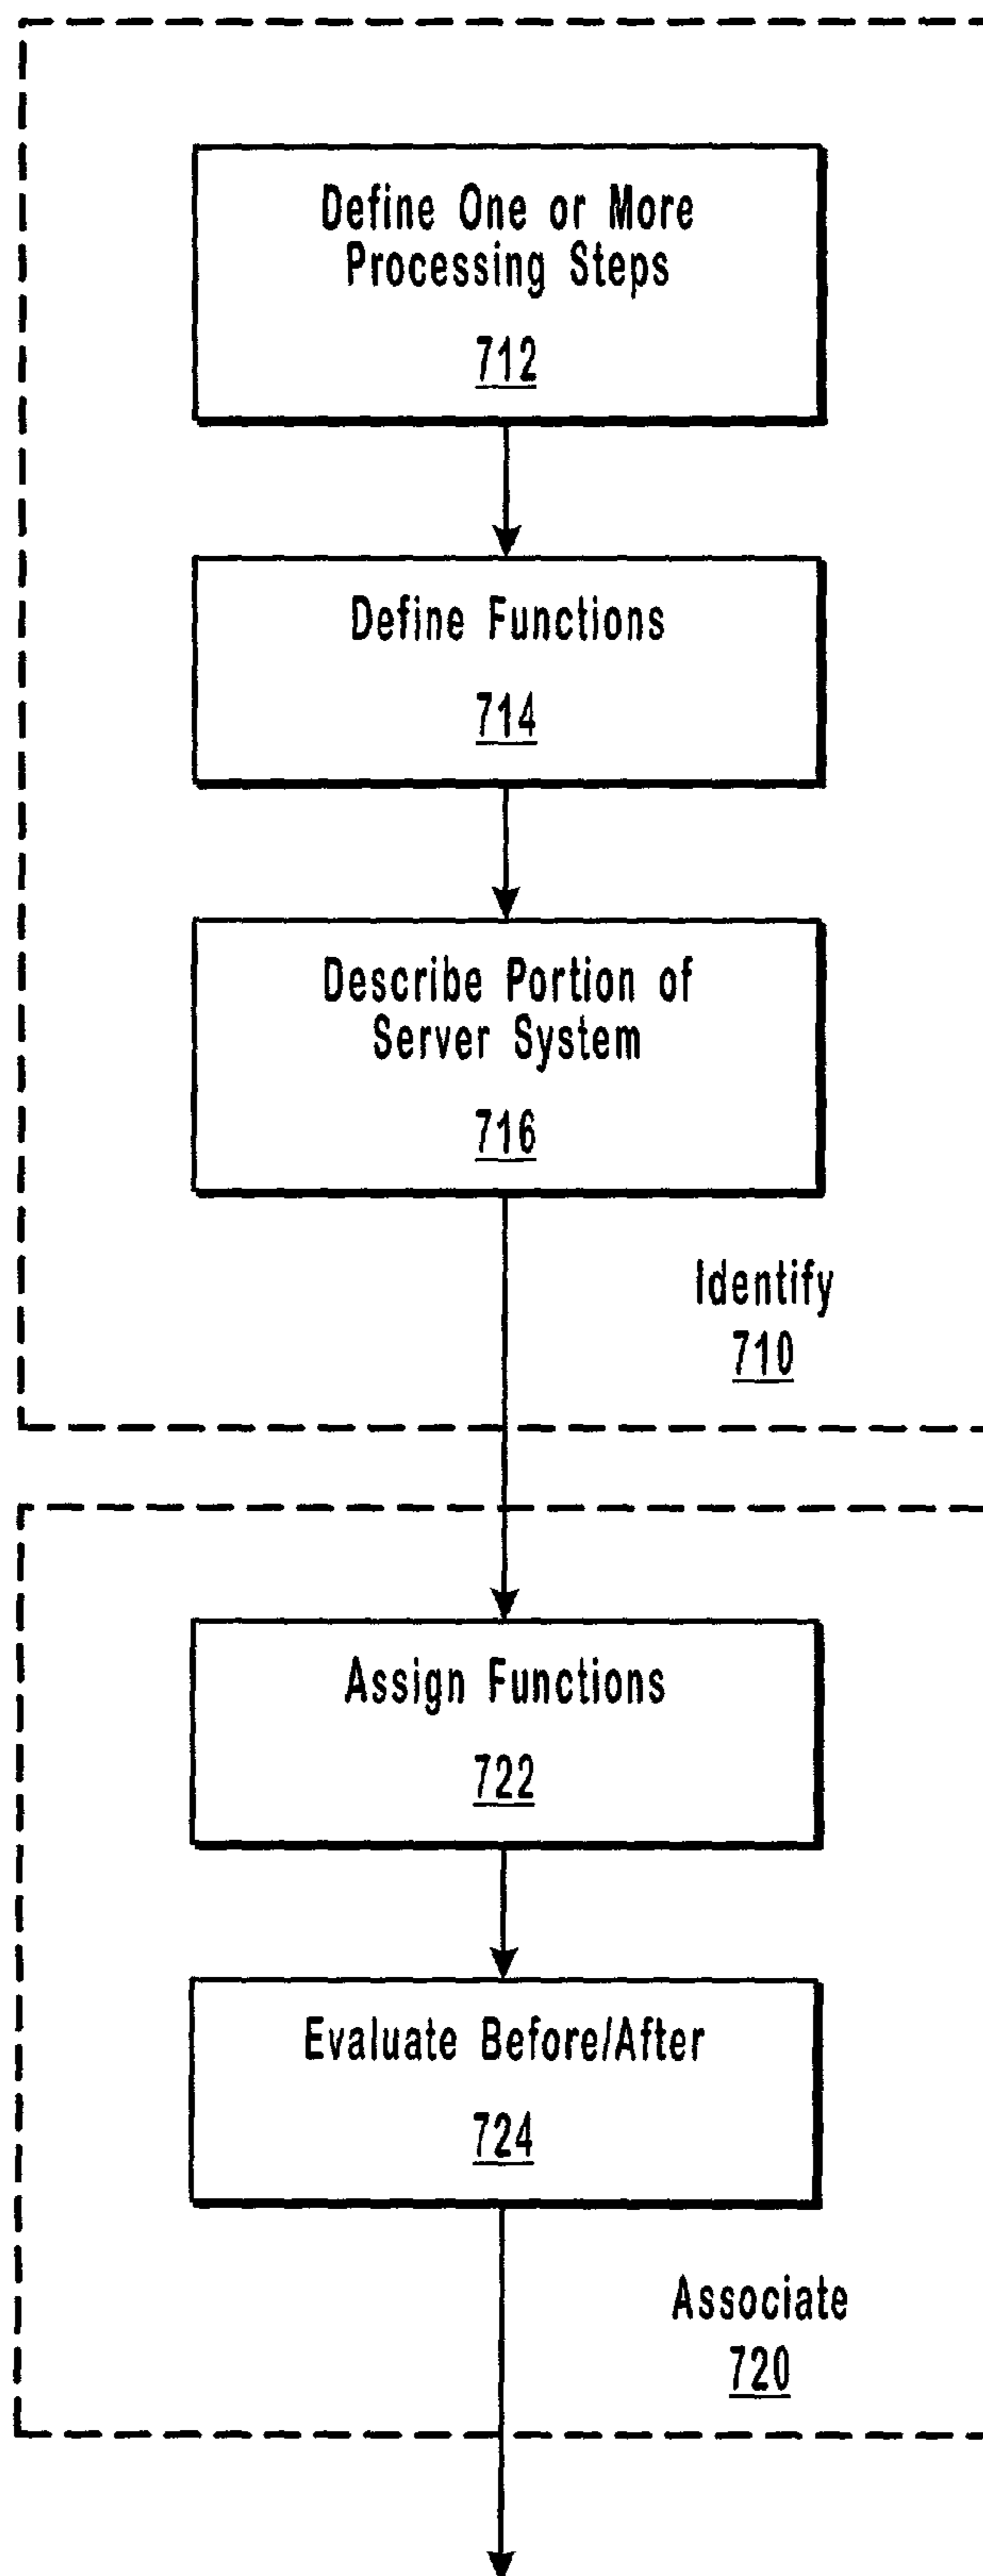 Define One or More
Processing Steps
712
Define Functions
714
Describe Portion of
Server System
716
Identify
710
Assign Functions
722
Evaluate Before/After
724
Associate
720